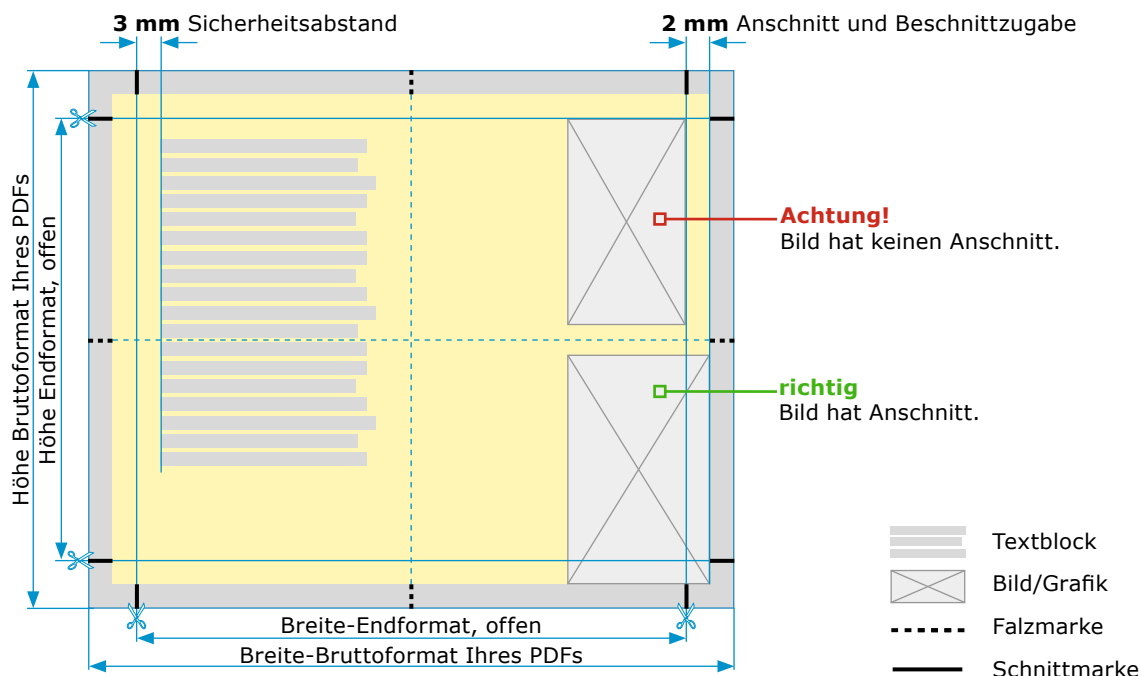 3 mm Sicherheitsabstand
2 mm Anschnitt und Beschnittzugabe
Höhe Bruttoformat Ihres PDFs
Höhe Endformat, offen
Achtung!
Bild hat keinen Anschnitt.
richtig
Bild hat Anschnitt.
Textblock
Bild/Grafik
Falzmarke
Schnittmarke
Breite-Endformat, offen
Breite-Bruttoformat Ihres PDFs